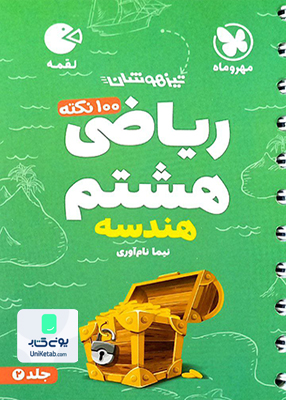 لقمه
مهروماه
تیزهوشان
۱۰۰ نکته
ریاضی
هشتم
هندسه
نیما نام‌آوری
یونی کتاب
UniKetab.com
جلد ۲